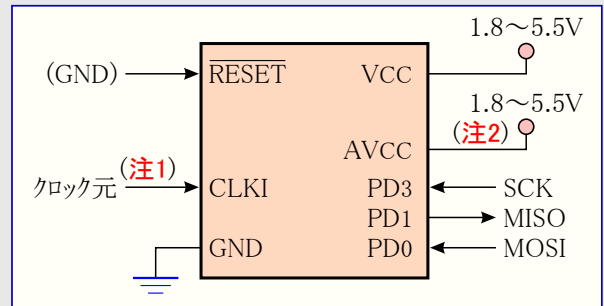 1.8～5.5V
(GND)
RESET
VCC
1.8～5.5V
(注2)
AVCC
(注1)
クロック元
CLKI
PD3
SCK
PD1
MISO
GND
PD0
MOSI